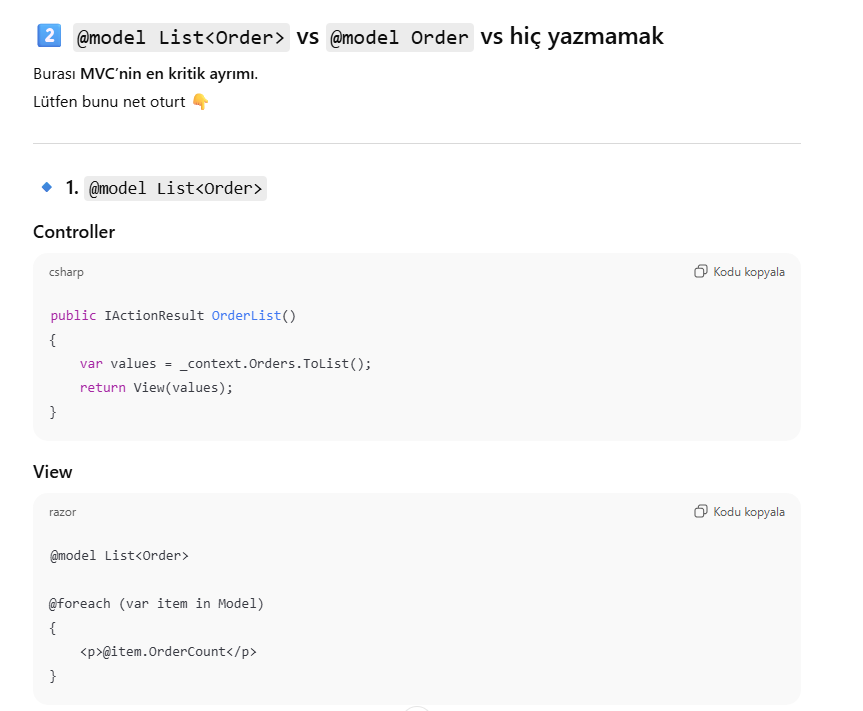 2️⃣ @model List<Order> vs @model Order vs hiç yazmamak
Burası MVC’nin en kritik ayrımı.
Lütfen bunu net oturt 👇
🔹 1. @model List<Order>
Controller
csharp
Kodu kopyala
public IActionResult OrderList()
{
    var values = _context.Orders.ToList();
    return View(values);
}
View
razor
Kodu kopyala
@model List<Order>
@foreach (var item in Model)
{
    <p>@item.OrderCount</p>
}